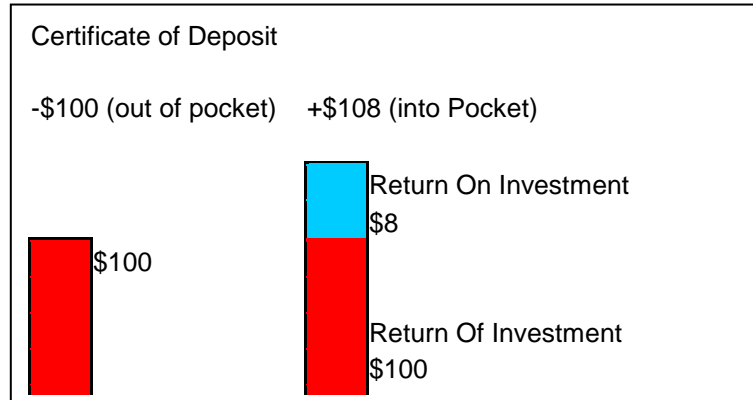 Certificate of Deposit
-$100 (out of pocket) +$108 (into Pocket)
Return On Investment
$8
$100
Return Of Investment
$100